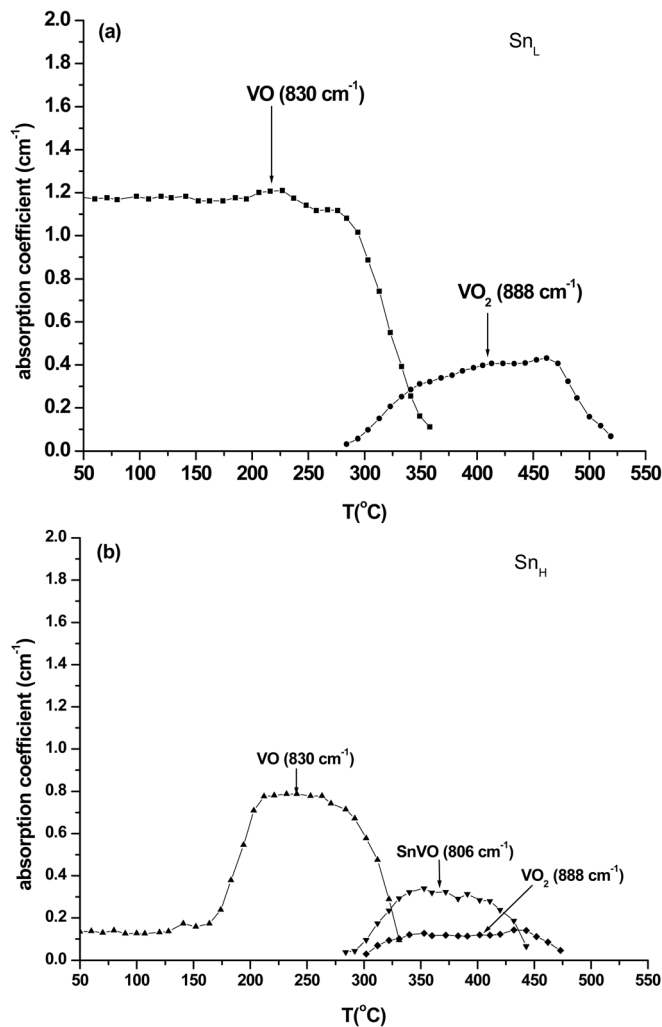 (a)
Sn_L
VO (830 cm⁻¹)
VO₂ (888 cm⁻¹)
absorption coefficient (cm⁻¹)
2.0
1.8
1.6
1.4
1.2
1.0
0.8
0.6
0.4
0.2
0.0
50 100 150 200 250 300 350 400 450 500 550
T(°C)
(b)
Sn_H
VO (830 cm⁻¹)
SnVO (806 cm⁻¹)
VO₂ (888 cm⁻¹)
absorption coefficient (cm⁻¹)
2.0
1.8
1.6
1.4
1.2
1.0
0.8
0.6
0.4
0.2
0.0
50 100 150 200 250 300 350 400 450 500 550
T(°C)